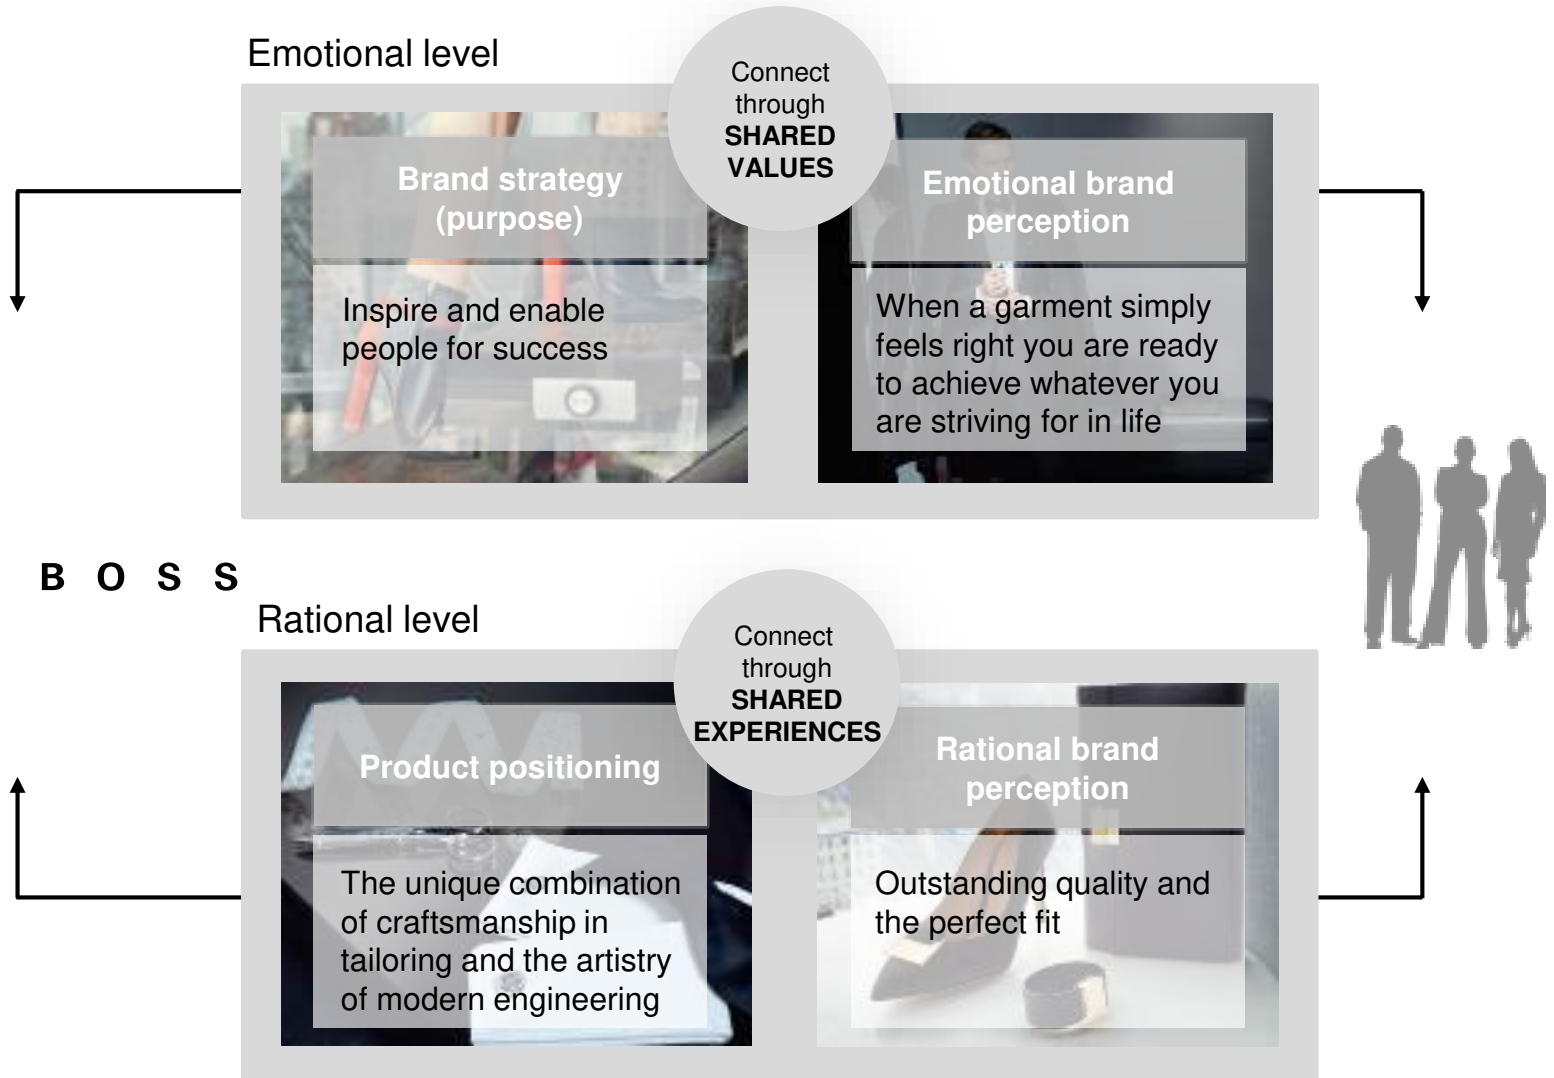 Emotional level
Connect
through
SHARED
VALUES
Brand strategy
(purpose)
Inspire and enable
people for success
Emotional brand
perception
When a garment simply
feels right you are ready
to achieve whatever you
are striving for in life
B O S S
Rational level
Connect
through
SHARED
EXPERIENCES
Product positioning
The unique combination
of craftsmanship in
tailoring and the artistry
of modern engineering
Rational brand
perception
Outstanding quality and
the perfect fit